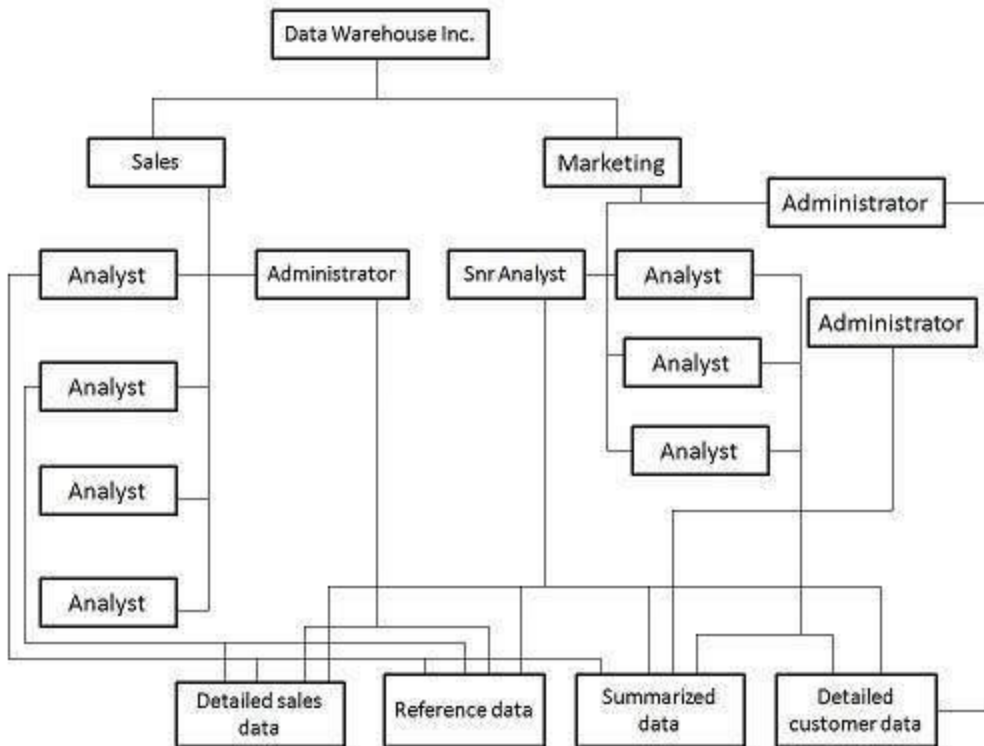 Data Warehouse Inc.
Sales
Marketing
Administrator
Analyst
Administrator
Snr Analyst
Analyst
Administrator
Analyst
Analyst
Analyst
Analyst
Analyst
Detailed sales
data
Reference data
Summarized
data
Detailed
customer data